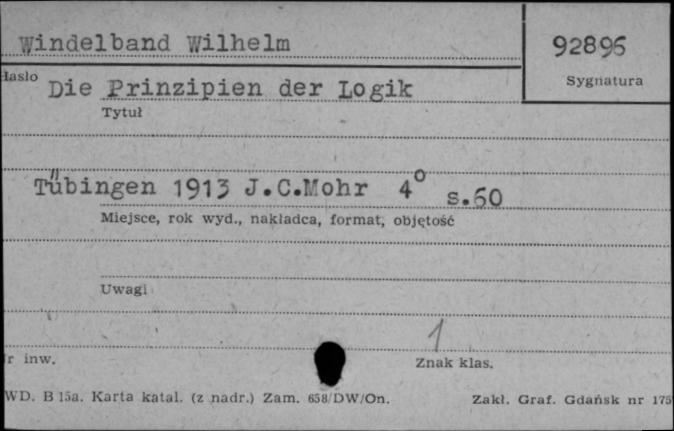 Windelband Wilhelm
92896
Hasło
Sygnatura
Die Prinzipien der Logik
Tytuł
Tübingen 1913 J.C.Mohr 4° s.60
Miejsce, rok wyd., nakładca, format, objętość
Uwagi
1
r inw.
Znak klas.
WD. B 15a. Karta katal. (z nadr.) Zam. 658/DW/On.
Zakł. Graf. Gdańsk nr 175